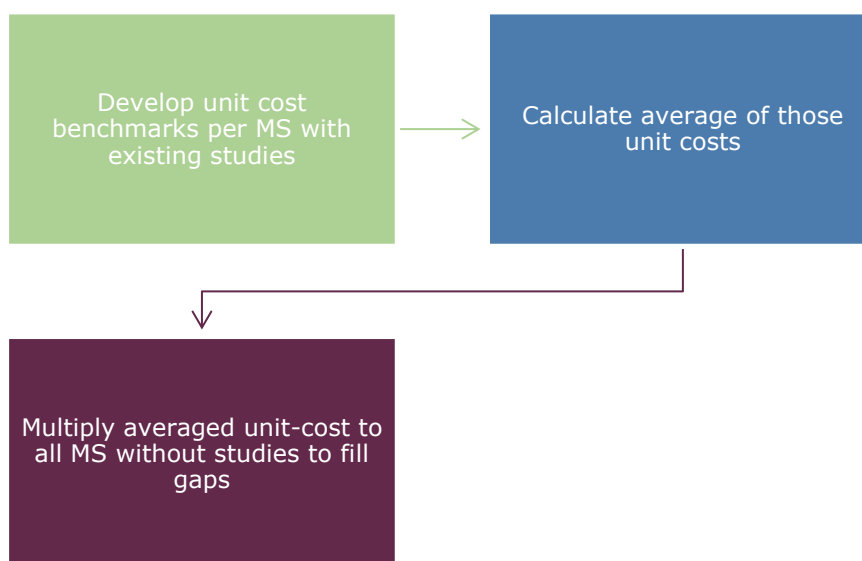 Develop unit cost
benchmarks per MS with
existing studies
Calculate average of those
unit costs
Multiply averaged unit-cost to
all MS without studies to fill
gaps